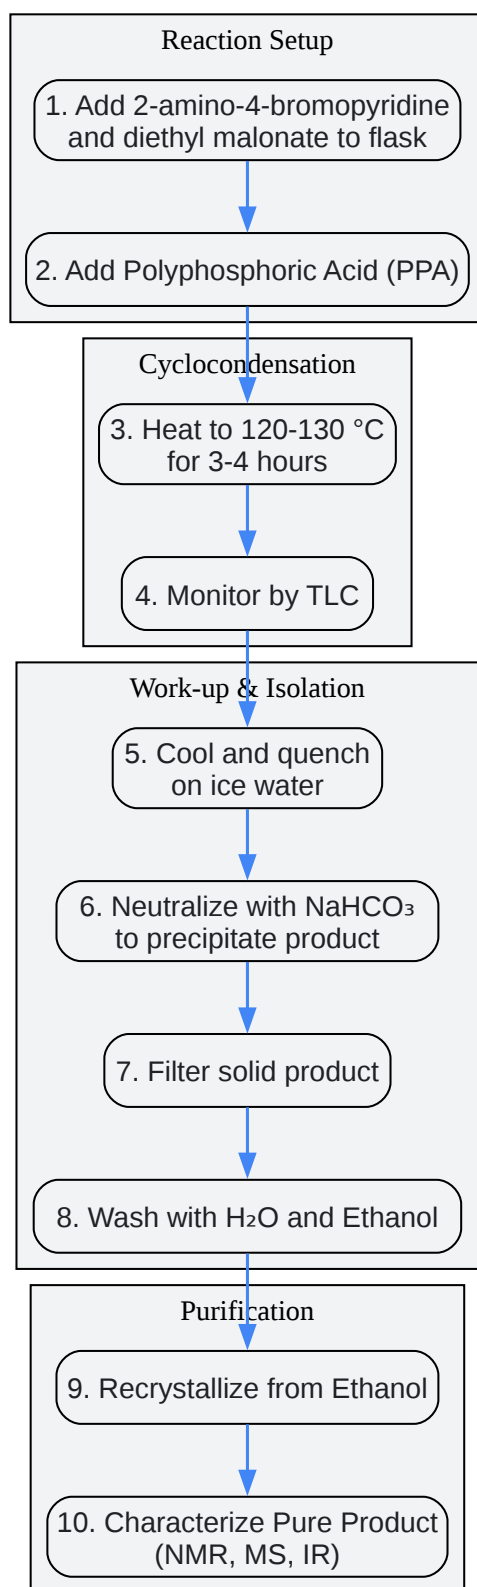 Reaction Setup
1. Add 2-amino-4-bromopyridine
and diethyl malonate to flask
2. Add Polyphosphoric Acid (PPA)
Cyclocondensation
3. Heat to 120-130 °C
for 3-4 hours
4. Monitor by TLC
Work-up & Isolation
5. Cool and quench
on ice water
6. Neutralize with NaHCO₃
to precipitate product
7. Filter solid product
8. Wash with H₂O and Ethanol
Purification
9. Recrystallize from Ethanol
10. Characterize Pure Product
(NMR, MS, IR)